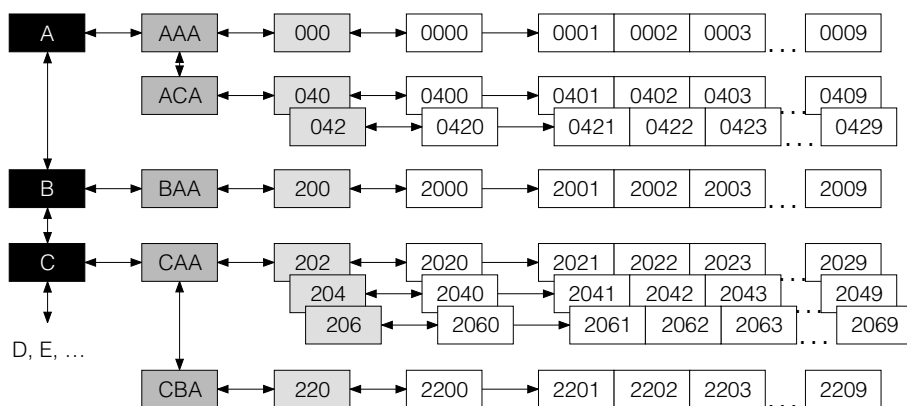 A AAA 000 0000 0001 0002 0003 ... 0009
ACA 040 0400 0401 0402 0403 ... 0409
042 0420 0421 0422 0423 ... 0429
B BAA 200 2000 2001 2002 2003 ... 2009
C CAA 202 2020 2021 2022 2023 ... 2029
204 2040 2041 2042 2043 ... 2049
206 2060 2061 2062 2063 ... 2069
D, E, ...
CBA 220 2200 2201 2202 2203 ... 2209